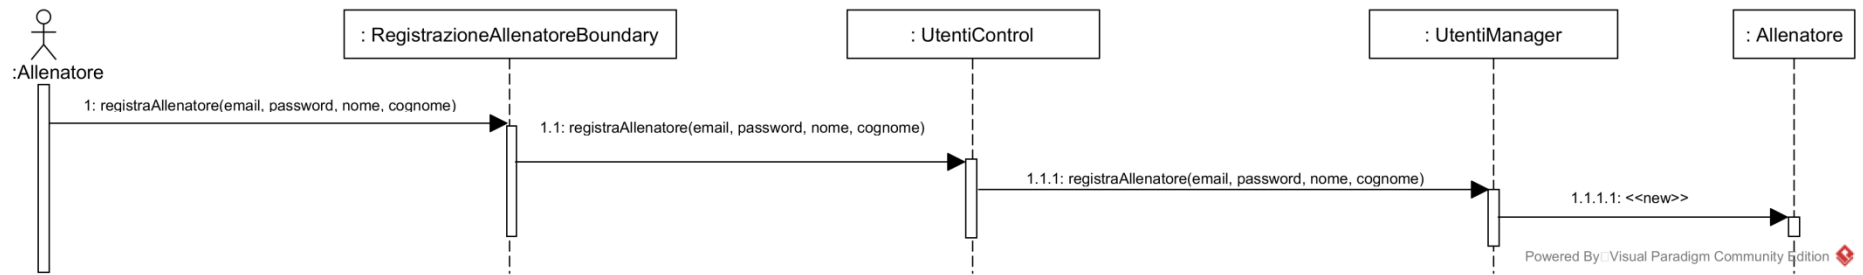 : RegistrazioneAllenatoreBoundary
: UtentiControl
: UtentiManager
: Allenatore
:Allenatore
1: registraAllenatore(email, password, nome, cognome)
1.1: registraAllenatore(email, password, nome, cognome)
1.1.1: registraAllenatore(email, password, nome, cognome)
1.1.1.1: <<new>>
Powered By Visual Paradigm Community Edition